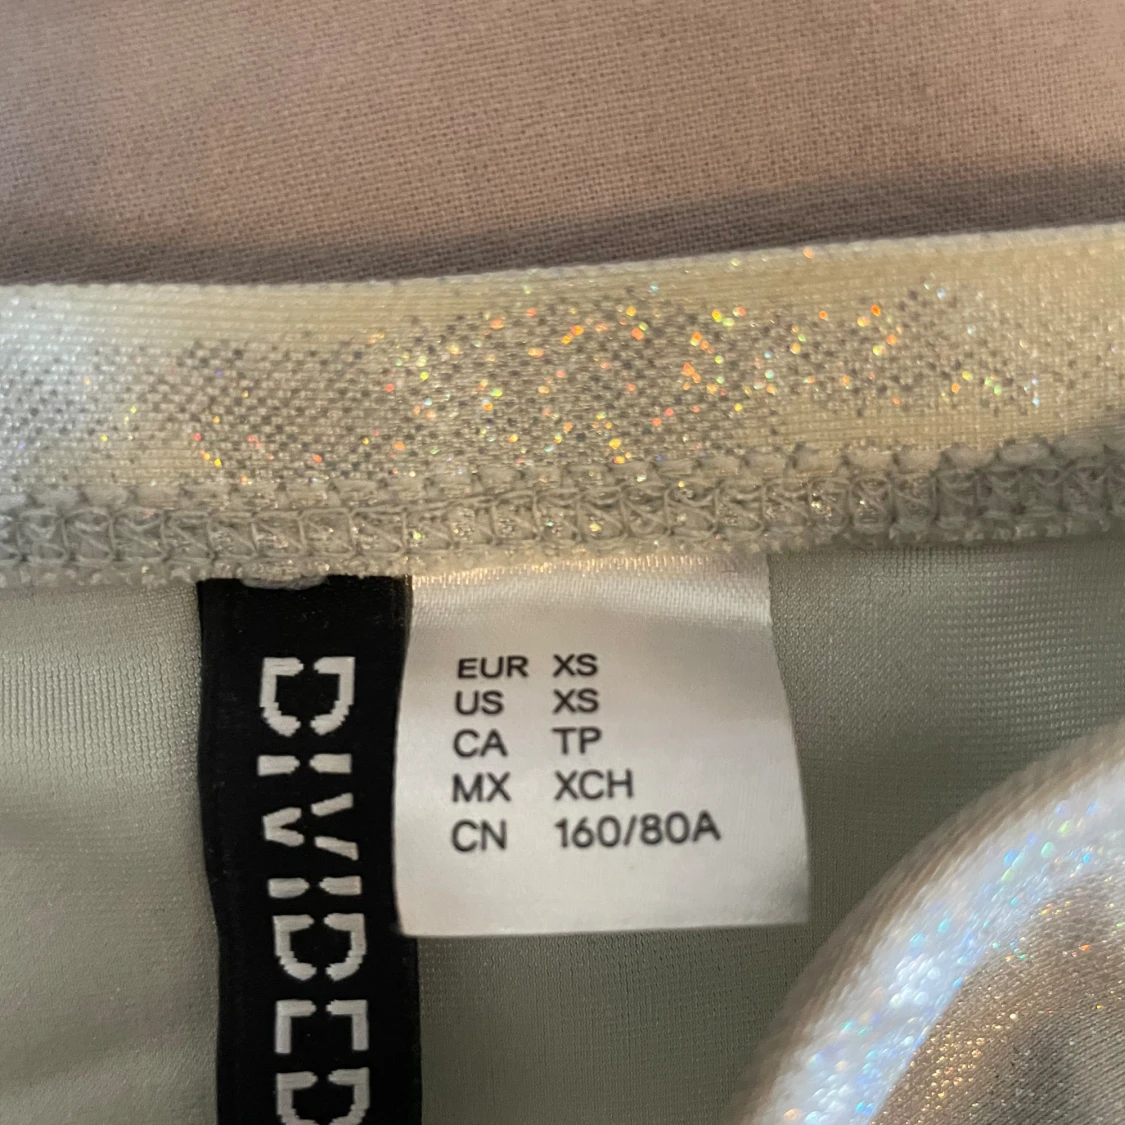 DIVIDED
EUR XS
US XS
CA TP
MX XCH
CN 160/80A